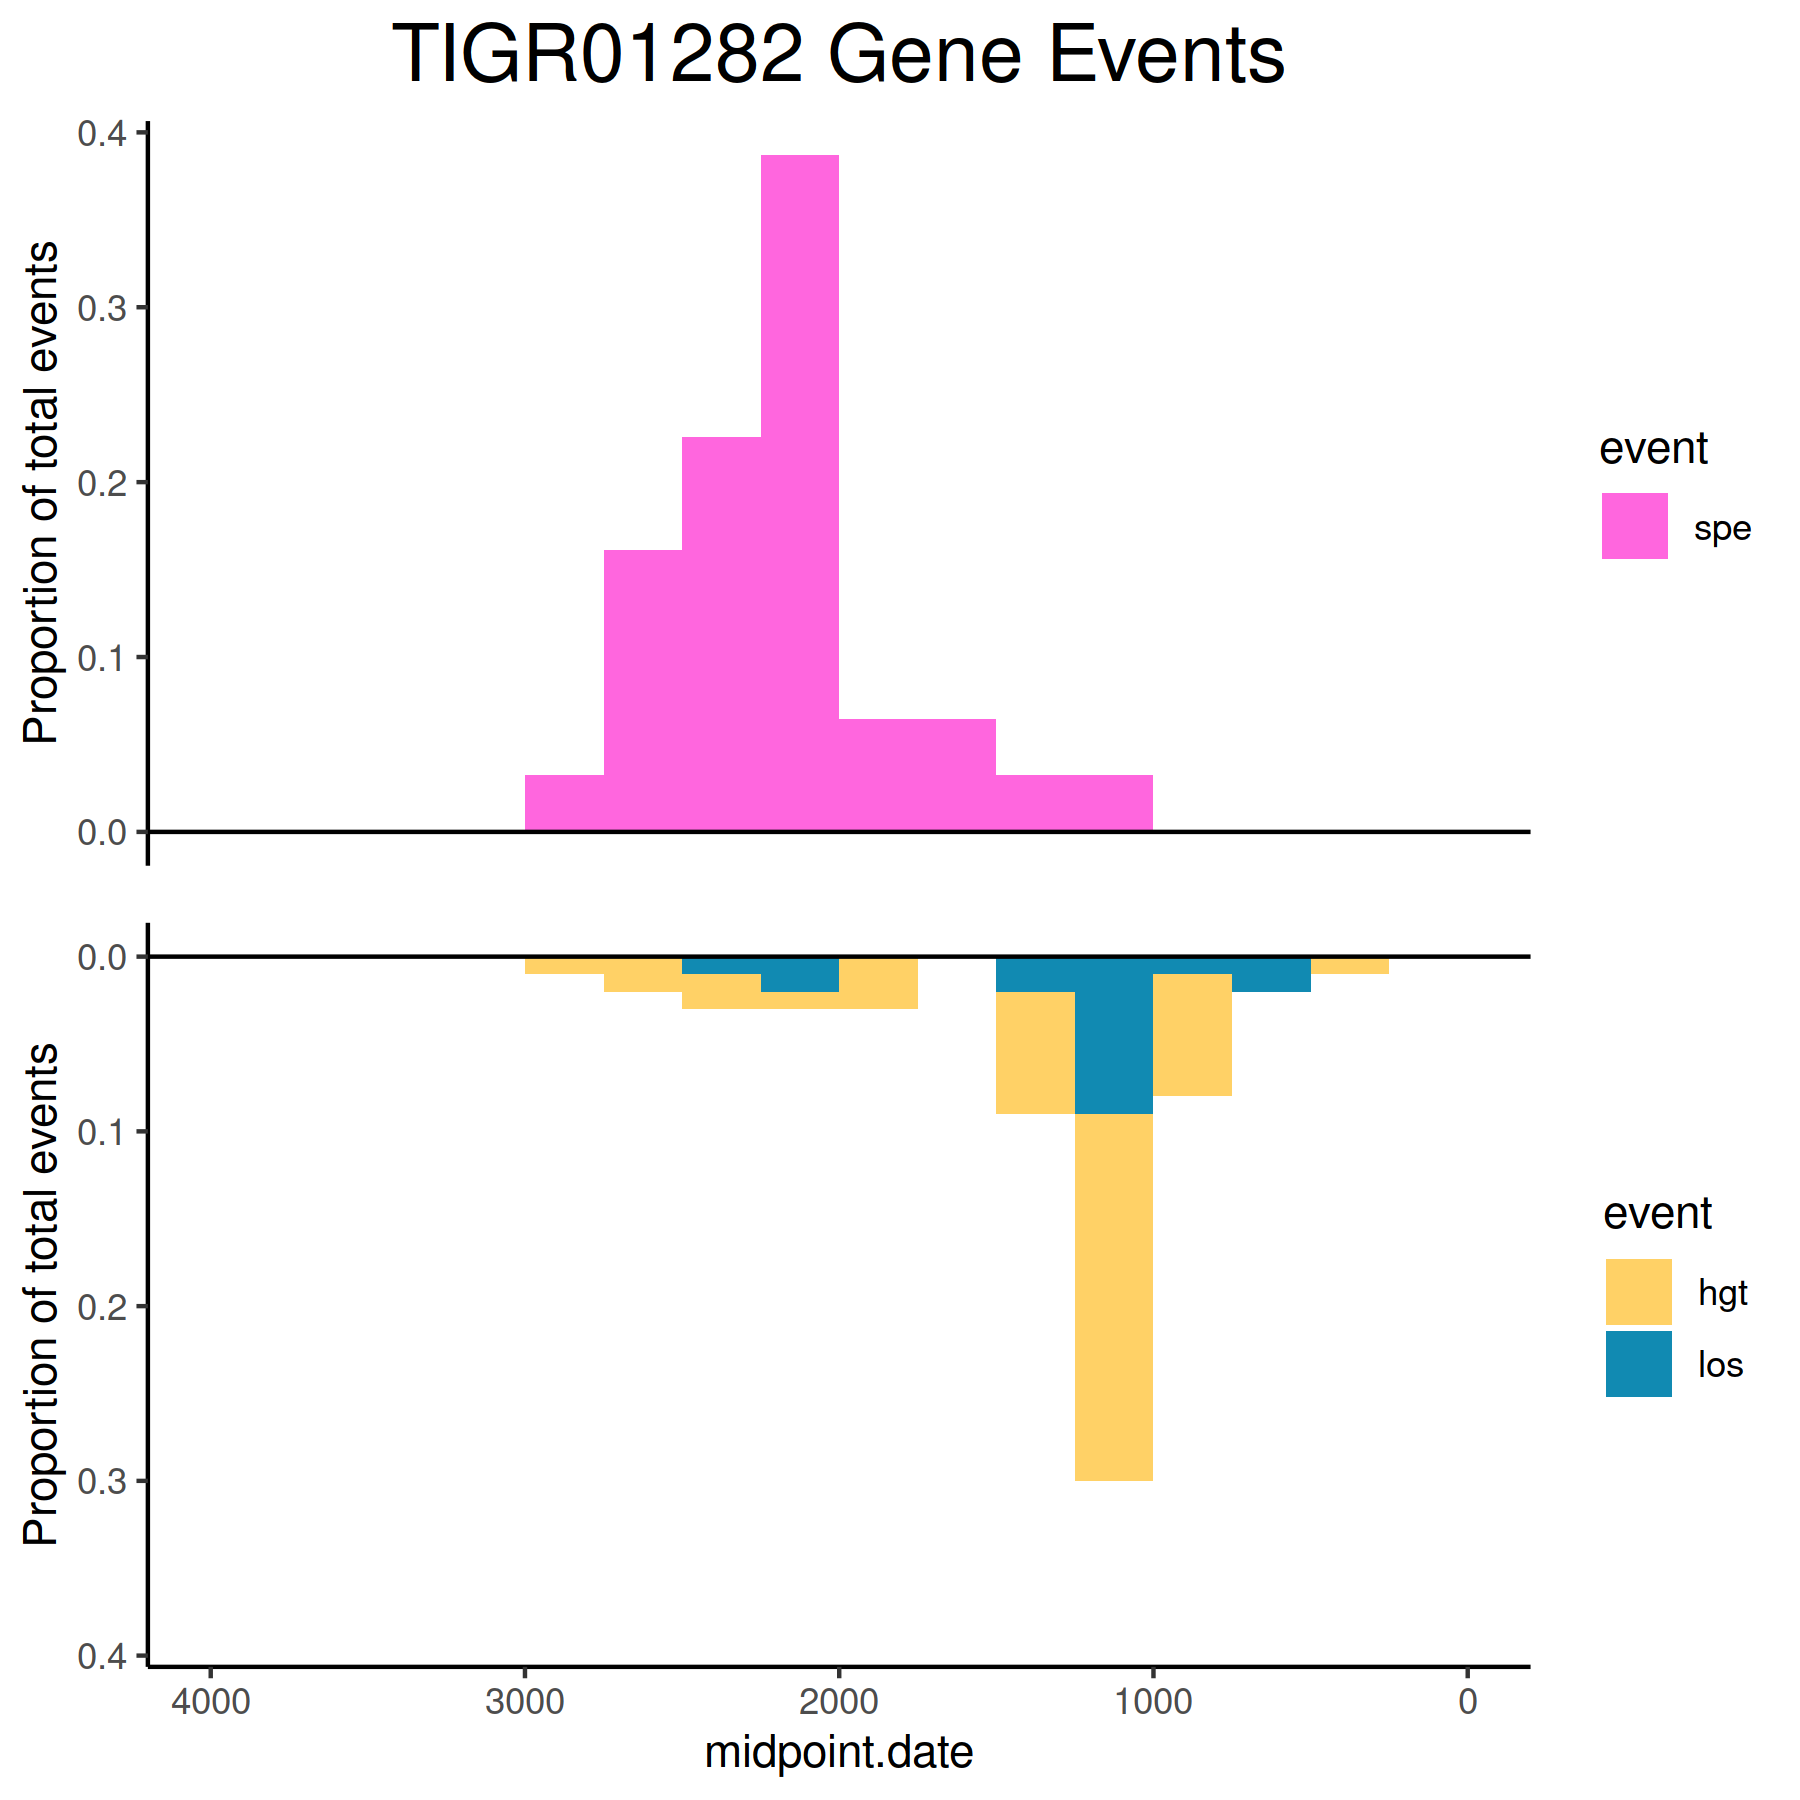 TIGR01282 Gene Events
Proportion of total events
0.4
0.3
0.2
0.1
0.0
event
spe
Proportion of total events
0.0
0.1
0.2
0.3
0.4
event
hgt
los
4000 3000 2000 1000 0
midpoint.date